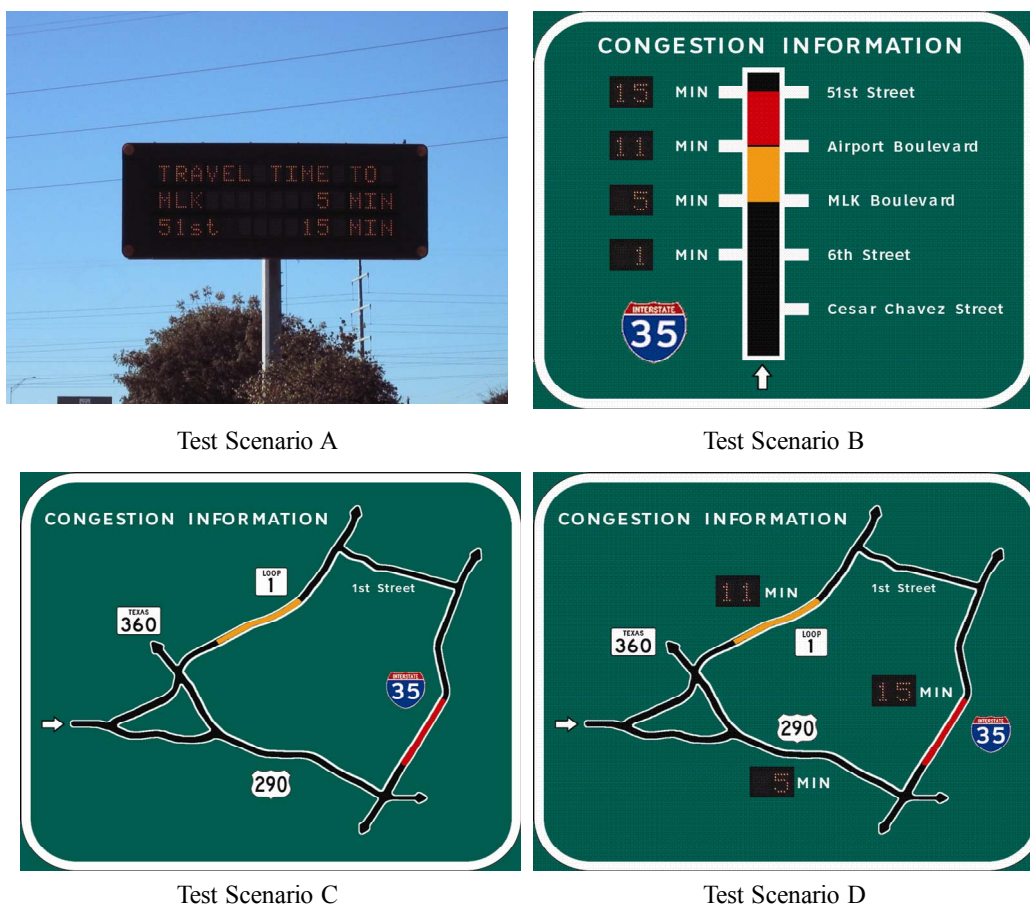 TRAVEL TIME TO
MLK 5 MIN
51st 15 MIN
Test Scenario A
CONGESTION INFORMATION
15 MIN 51st Street
11 MIN Airport Boulevard
5 MIN MLK Boulevard
1 MIN 6th Street
Cesar Chavez Street
INTERSTATE
35
Test Scenario B
CONGESTION INFORMATION
LOOP
1
1st Street
TEXAS
360
INTERSTATE
35
290
Test Scenario C
CONGESTION INFORMATION
11 MIN
1st Street
TEXAS
360
LOOP
1
15 MIN
290
INTERSTATE
35
5 MIN
Test Scenario D